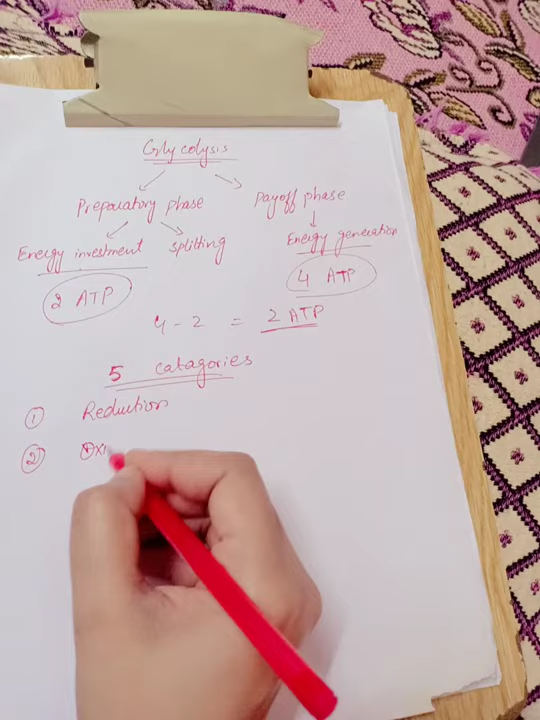 Glycolysis
Preparatory phase payoff phase
Energy investment splitting Energy generation
2 ATP 4 ATP
4 - 2 = 2 ATP
5 catagories
① Reduction
② Oxi